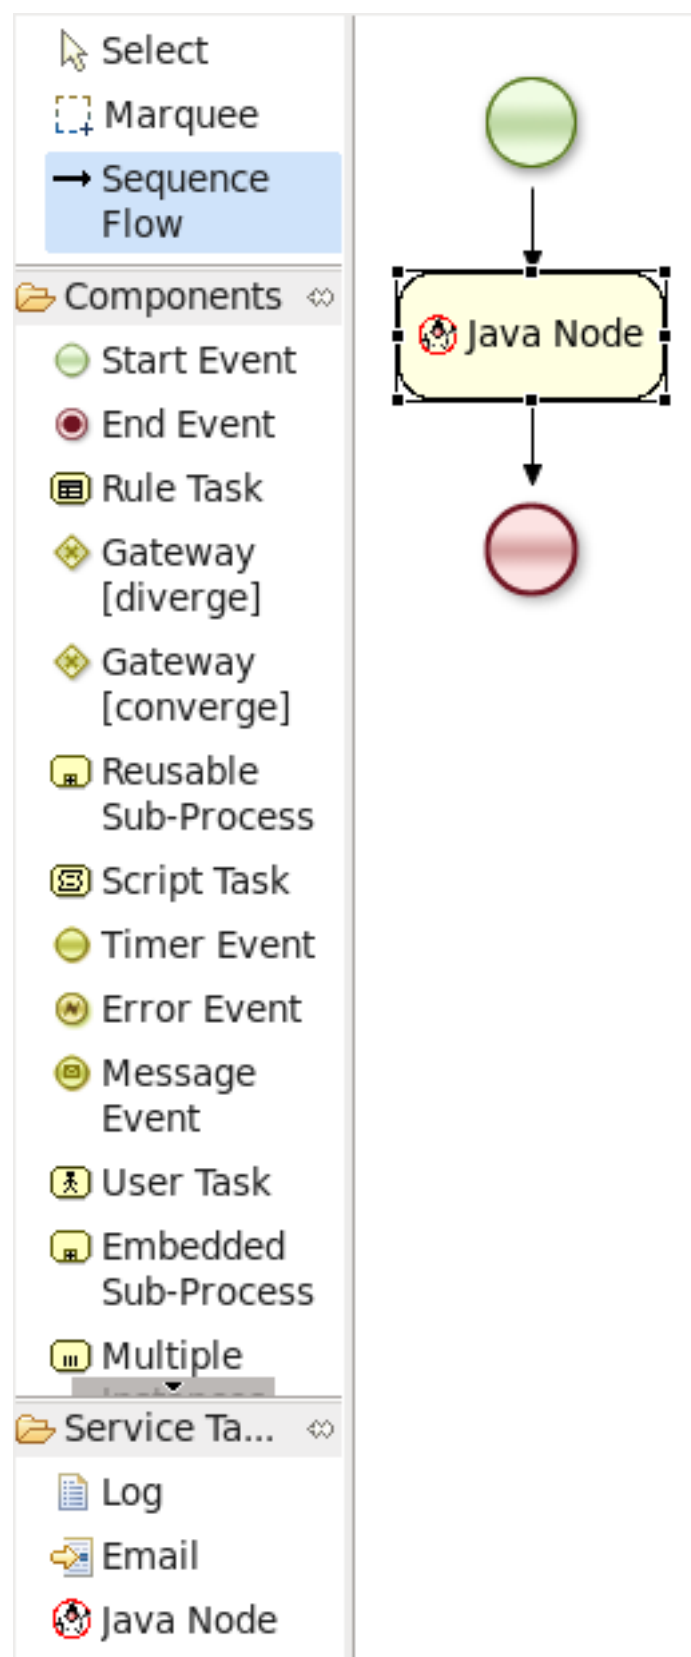 Select
Marquee
Sequence
Flow
Components
Start Event
End Event
Rule Task
Gateway
[diverge]
Gateway
[converge]
Reusable
Sub-Process
Script Task
Timer Event
Error Event
Message
Event
User Task
Embedded
Sub-Process
Multiple
Service Ta...
Log
Email
Java Node
Java Node